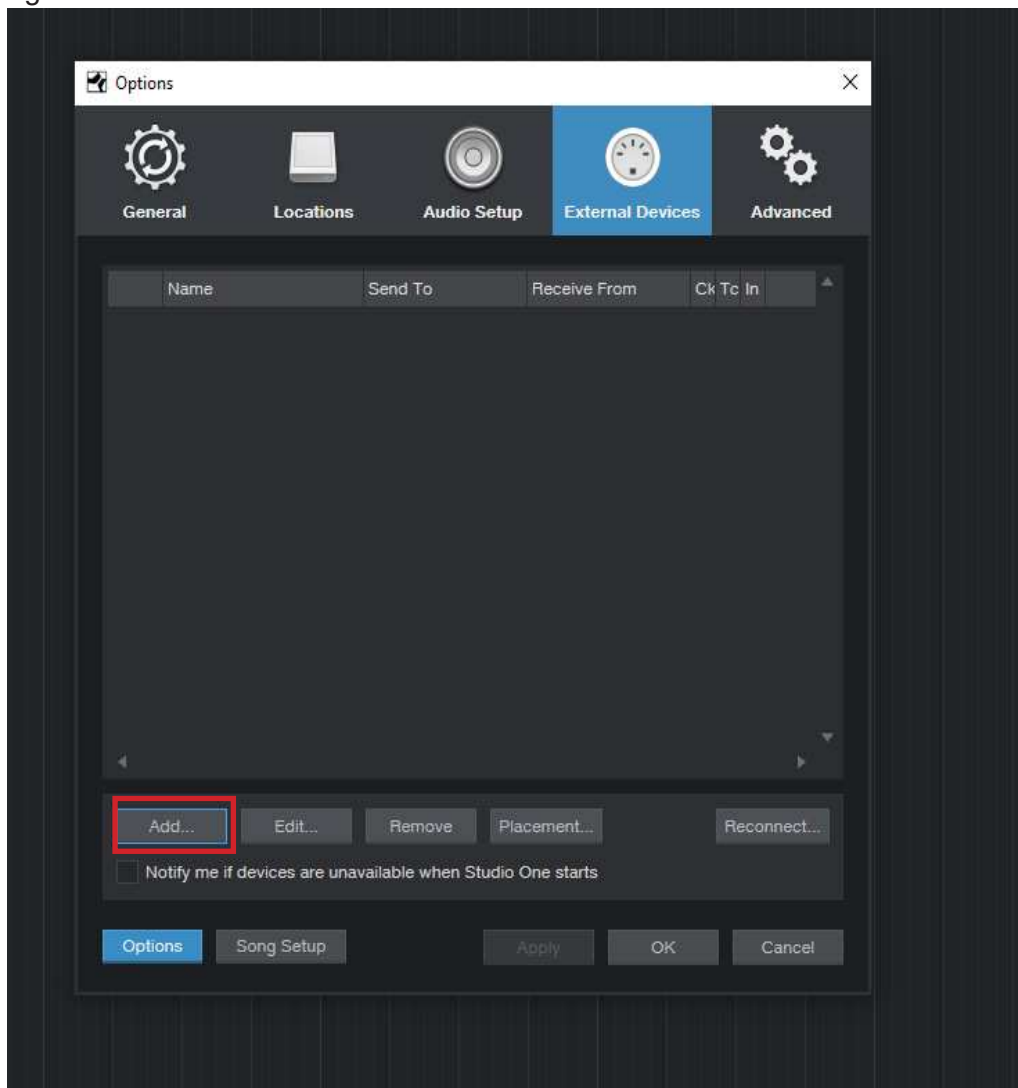 Options
General Locations Audio Setup External Devices Advanced
Name Send To Receive From Ck Tc In
Add... Edit... Remove Placement... Reconnect...
Notify me if devices are unavailable when Studio One starts
Options Song Setup Apply OK Cancel